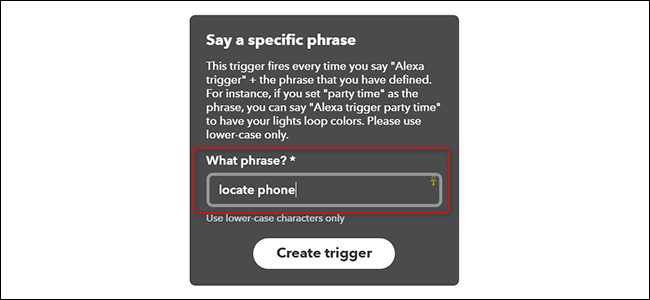 Say a specific phrase
This trigger fires every time you say "Alexa
trigger" + the phrase that you have defined.
For instance, if you set "party time" as the
phrase, you can say "Alexa trigger party time"
to have your lights loop colors. Please use
lower-case only.
What phrase? *
locate phone
Use lower-case characters only
Create trigger